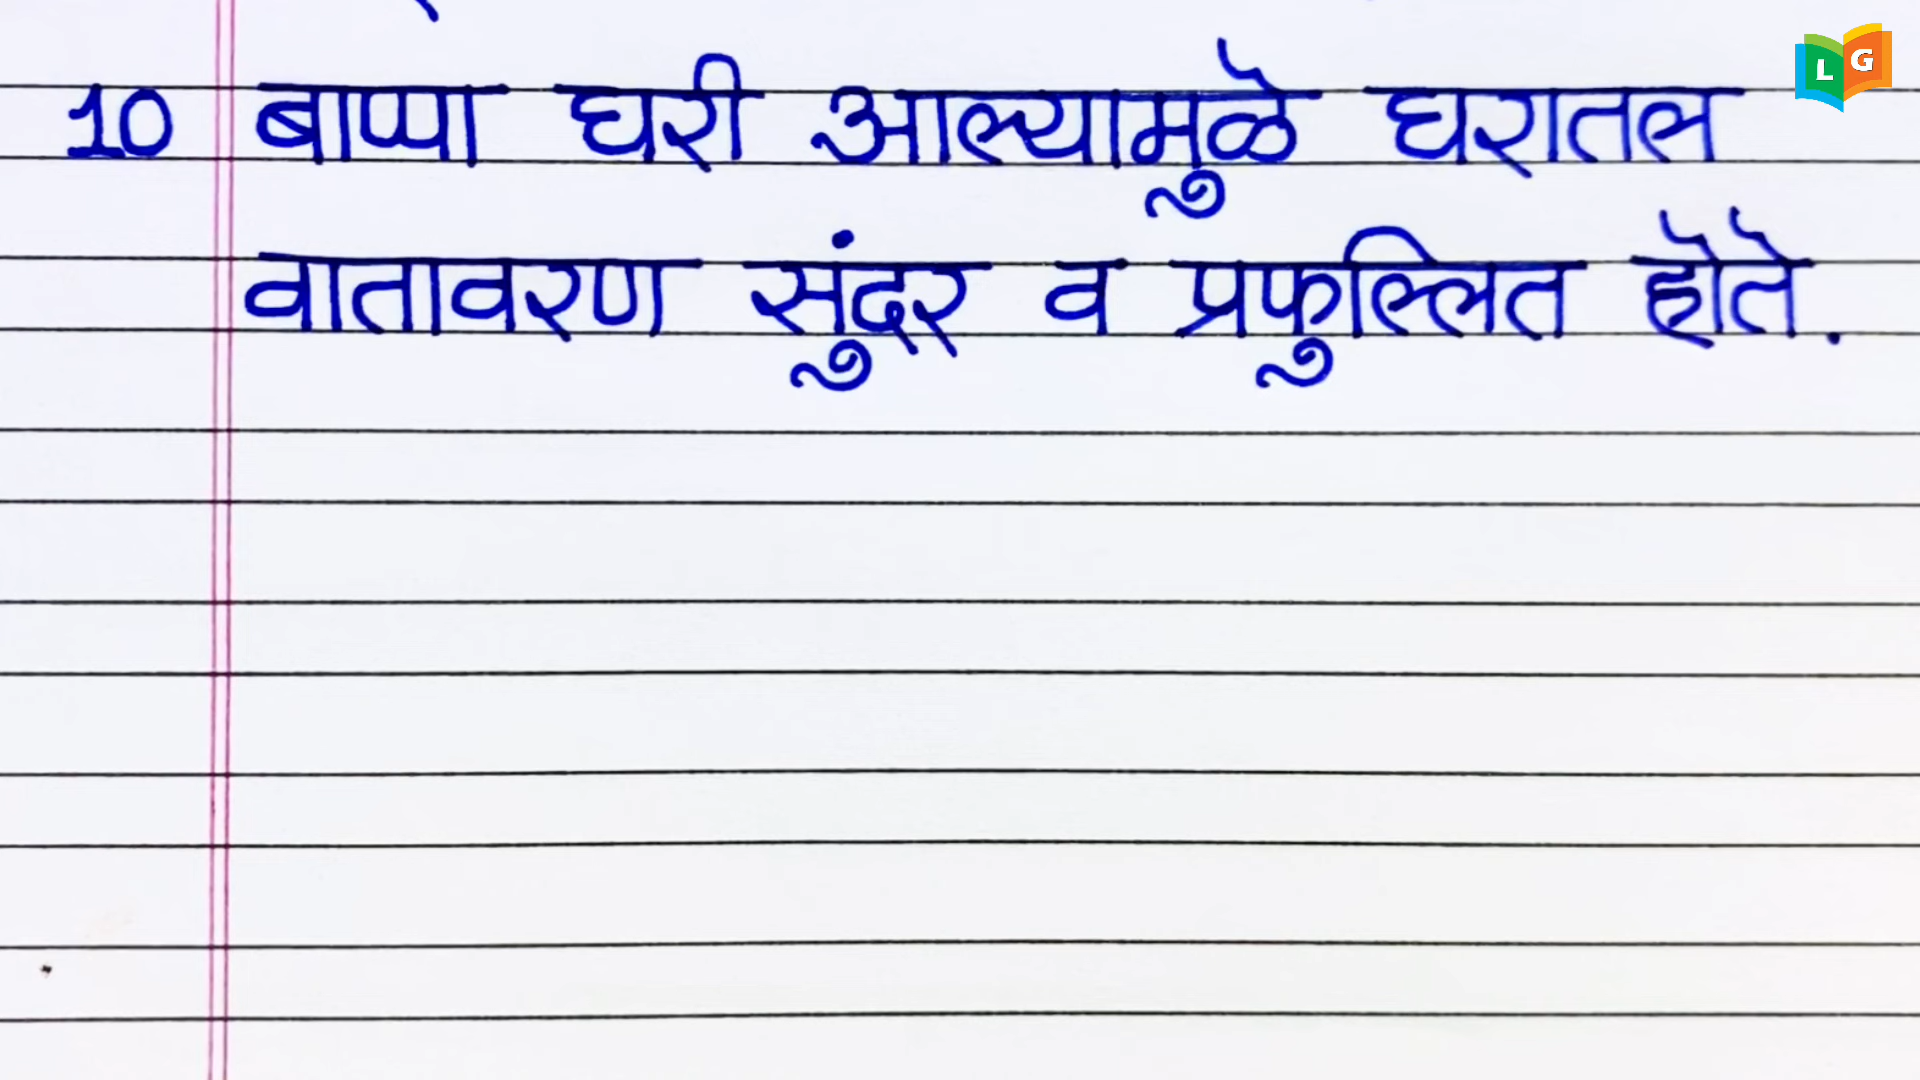 L G
10 बाप्पा घरी आल्यामुळे घरातल
वातावरण सुंदर व प्रफुल्लित होते.